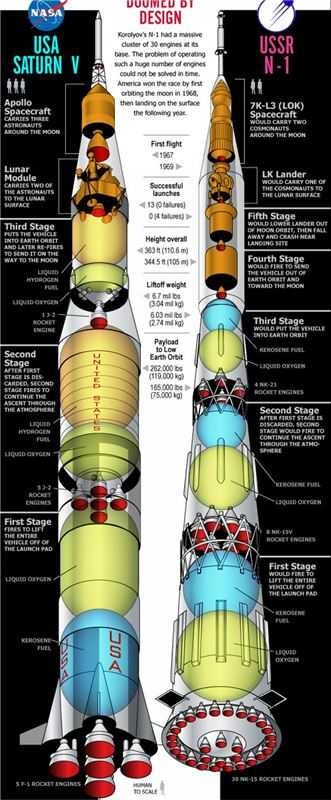 DOOMED BY
DESIGN
NASA
USA
SATURN V
USSR
N-1
Korolyov's N-1 had a massive
cluster of 30 engines at its
base. The problem of operating
such a huge number of engines
could not be solved in time.
America won the race by first
orbiting the moon in 1968,
then landing on the surface
the following year.
First flight
1967
1969
Successful
launches
13 (0 failures)
0 (4 failures)
Height overall
363 ft (110.6 m)
344.5 ft (105 m)
Liftoff weight
6.7 mil lbs
(3.04 mil kg)
6.03 mil lbs
(2.74 mil kg)
Payload
to Low
Earth Orbit
262,000 lbs
(119,000 kg)
165,000 lbs
(75,000 kg)
Apollo
Spacecraft
CARRIES THREE
ASTRONAUTS
AROUND THE MOON
Lunar
Module
CARRIES TWO OF THE
ASTRONAUTS
TO THE LUNAR
SURFACE
Third Stage
PUTS THE VEHICLE
INTO EARTH ORBIT
AND LATER RE-FIRES
TO SEND IT ON THE
WAY TO THE MOON
LIQUID
HYDROGEN
FUEL
LIQUID OXYGEN
1 J-2
ROCKET
ENGINE
Second
Stage
AFTER FIRST
STAGE IS DIS-
CARDED, SECOND
STAGE FIRES TO
CONTINUE THE
ASCENT THROUGH
THE ATMOSPHERE
LIQUID
HYDROGEN
FUEL
LIQUID OXYGEN
5 J-2
ROCKET
ENGINES
First Stage
FIRES TO LIFT
THE ENTIRE
VEHICLE OFF OF
THE LAUNCH PAD
LIQUID OXYGEN
KEROSENE
FUEL
5 F-1 ROCKET ENGINES
UNITED STATES
USA
USA
7K-L3 (LOK)
Spacecraft
WOULD CARRY TWO
COSMONAUTS
AROUND THE MOON
LK Lander
WOULD CARRY ONE OF
THE COSMONAUTS TO
THE LUNAR SURFACE
Fifth Stage
WOULD LOWER LANDER OUT
OF MOON ORBIT, THEN FALL
AWAY AND CRASH NEAR
LANDING SITE
Fourth Stage
WOULD FIRE TO SEND
THE VEHICLE OUT OF
EARTH ORBIT AND
TOWARD THE MOON
Third Stage
WOULD PUT THE VEHICLE
INTO EARTH ORBIT
KEROSENE FUEL
LIQUID OXYGEN
4 NK-21
ROCKET ENGINES
Second Stage
AFTER FIRST STAGE IS
DISCARDED, SECOND
STAGE WOULD FIRE TO
CONTINUE THE ASCENT
THROUGH THE ATMO-
SPHERE
KEROSENE FUEL
LIQUID OXYGEN
8 NK-15V
ROCKET ENGINES
First Stage
WOULD FIRE TO
LIFT THE ENTIRE
VEHICLE OFF OF
THE LAUNCH PAD
KEROSENE
FUEL
LIQUID
OXYGEN
30 NK-15 ROCKET ENGINES
HUMAN
TO SCALE